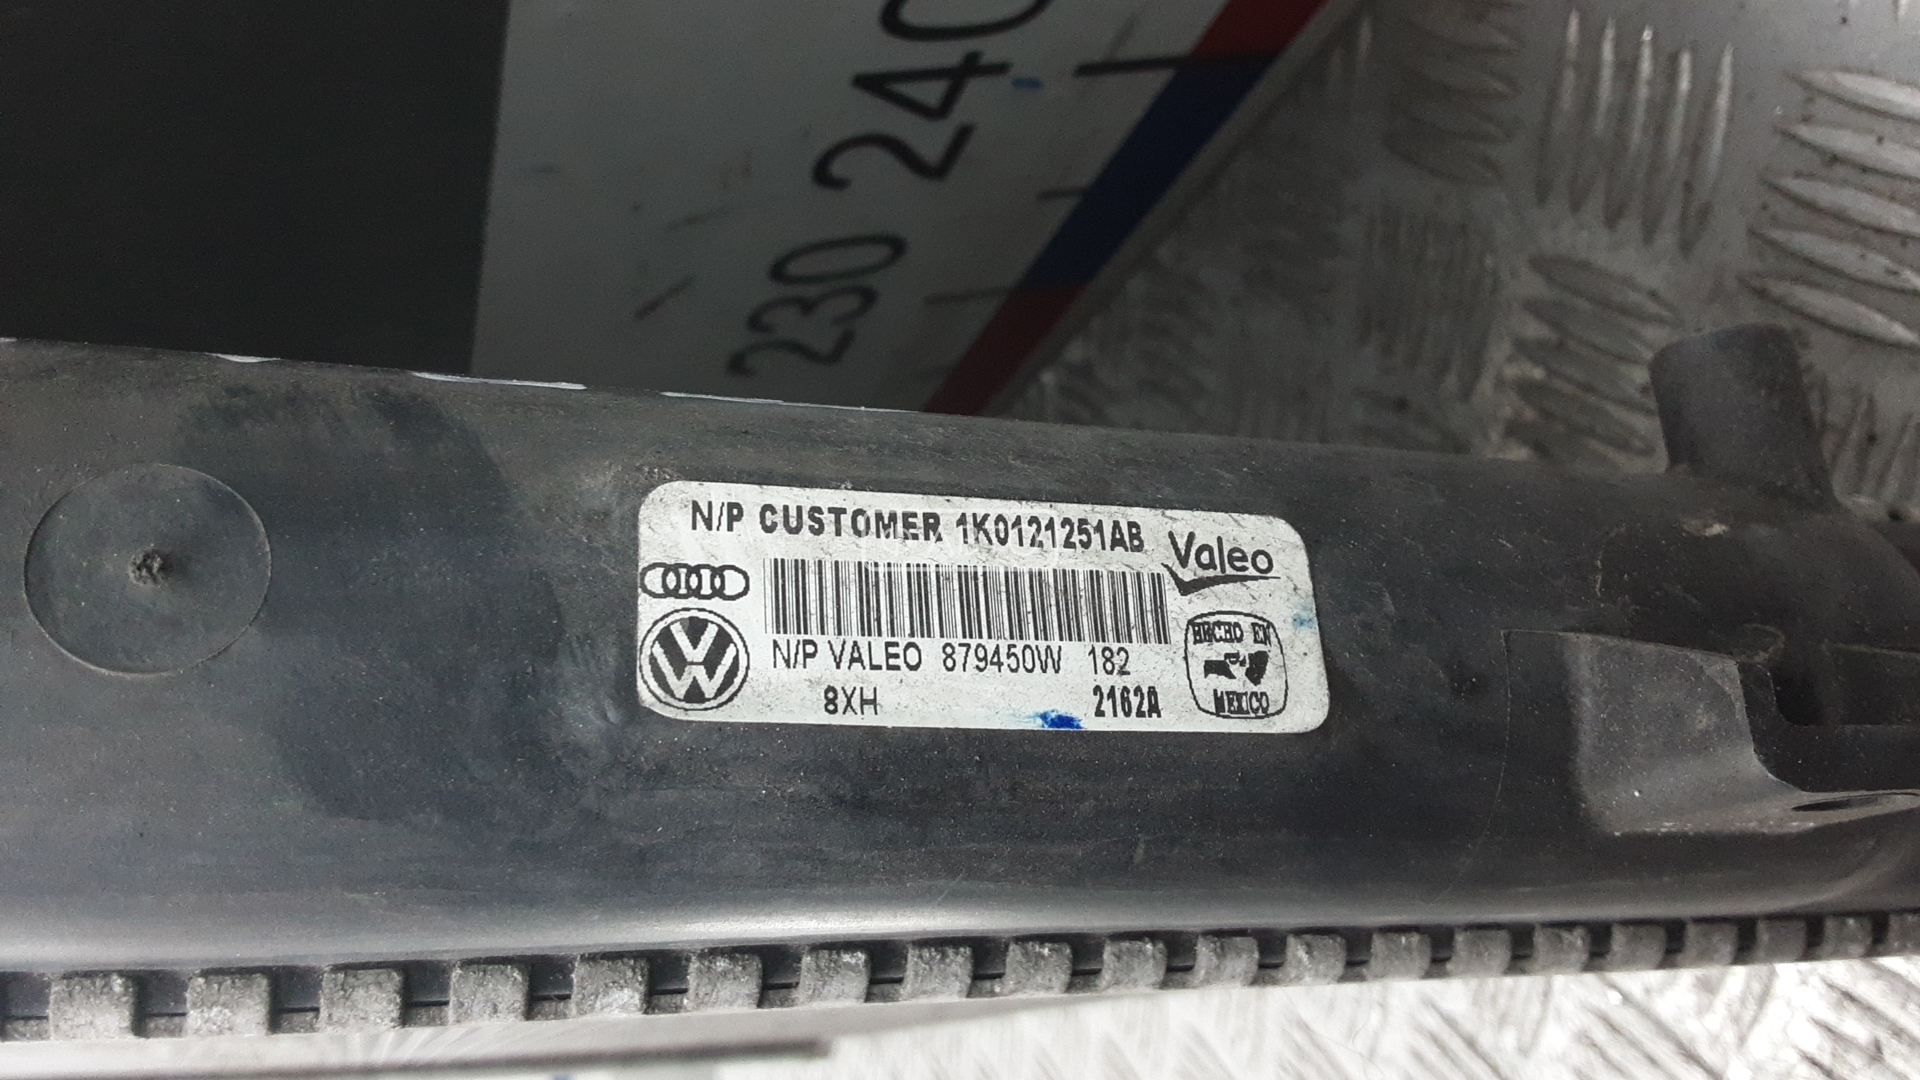 240
230
N/P CUSTOMER 1K0121251AB
Valeo
N/P VALEO 879450W 182
8XH 2162A
HECHO EN
MEXICO